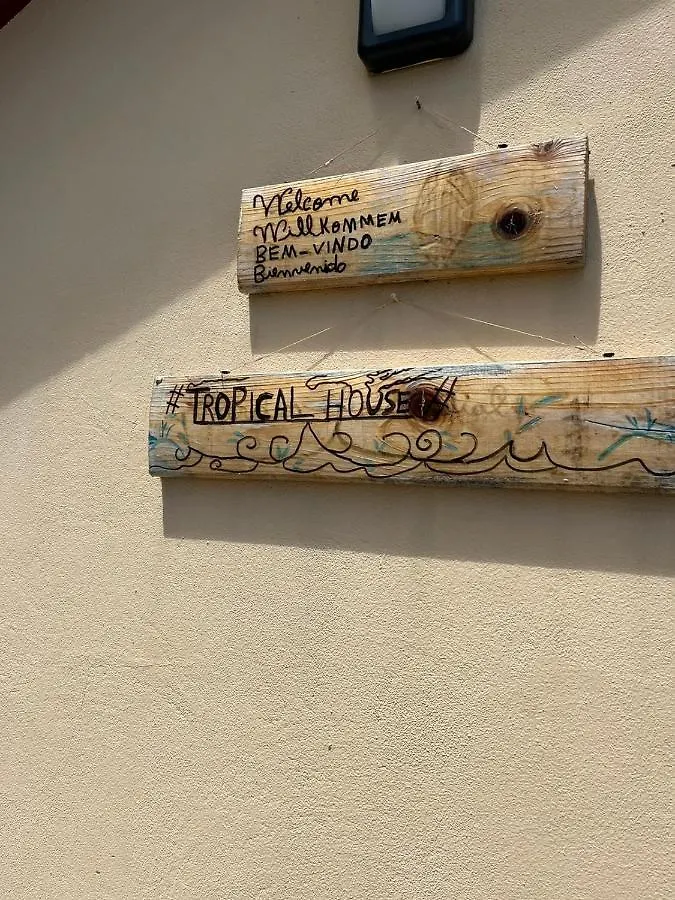 Welcome
WillKOMMEM
BEM-VINDO
Bienvenido
#TROPICAL HOUSE#